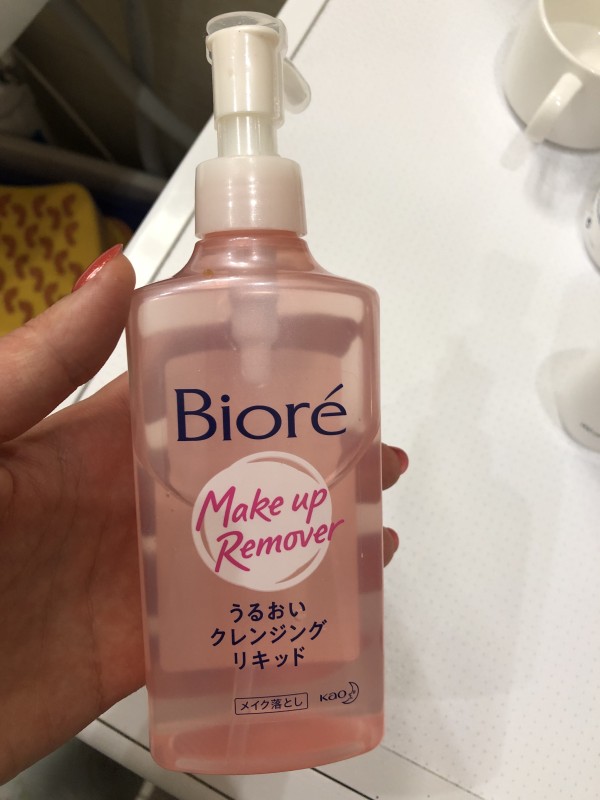 Bioré
Make up
Remover
うるおい
クレンジング
リキッド
メイク落とし
Kao